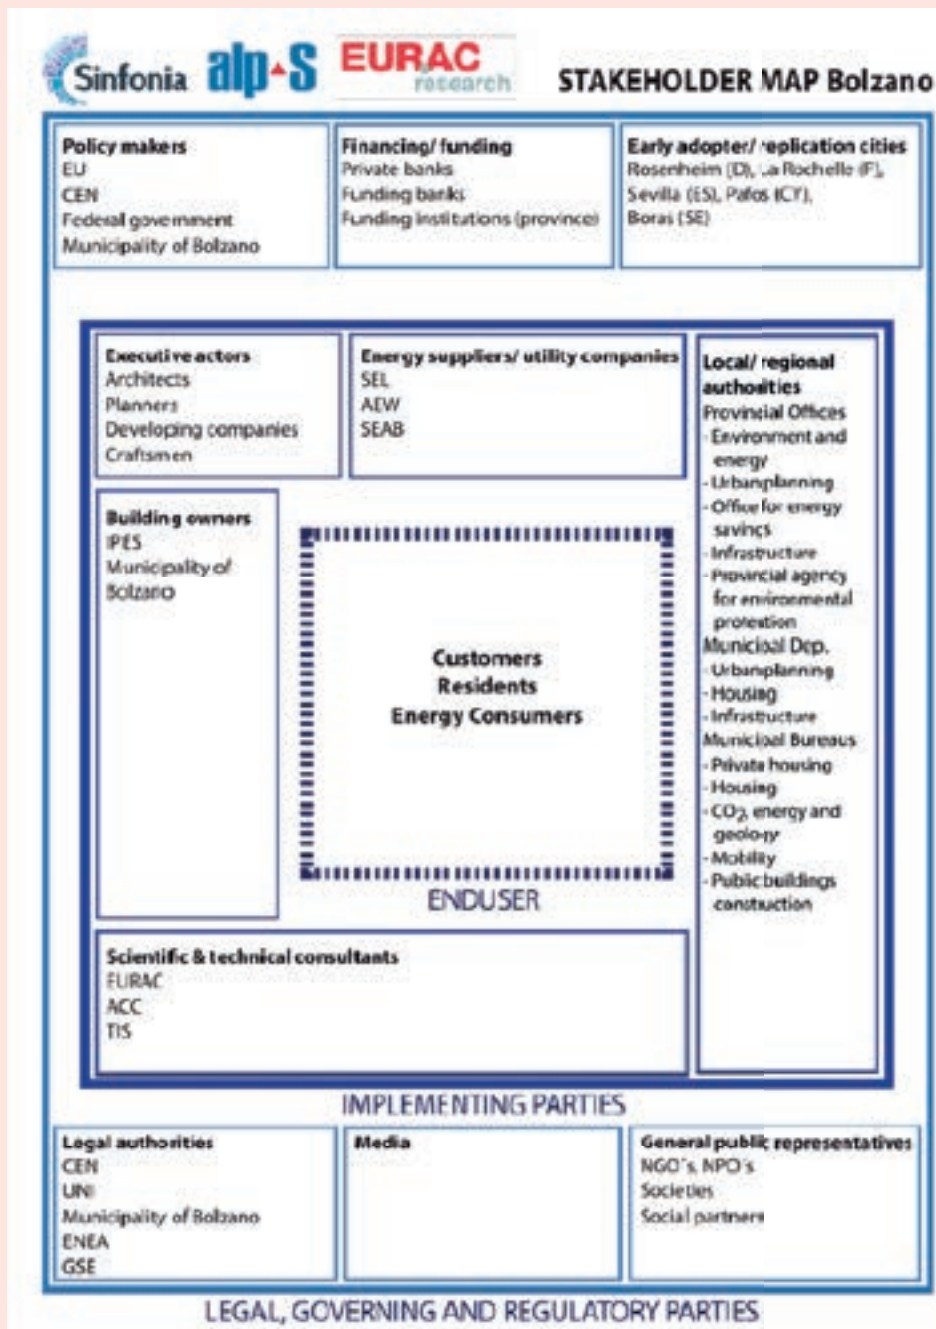 Sinfonia alp·S EURAC research STAKEHOLDER MAP Bolzano
Policy makers
EU
CEN
Federal government
Municipality of Bolzano
Financing/ funding
Private banks
Funding banks
Funding institutions (province)
Early adopter/ replication cities
Rosenheim (D), La Rochelle (F),
Sevilla (ES), Pafos (CY),
Boras (SE)
Executive actors
Architects
Planners
Developing companies
Craftsmen
Energy suppliers/ utility companies
SEL
AEW
SEAB
Local/ regional
authorities
Provincial Offices
- Environment and
energy
- Urbanplanning
- Office for energy
savings
- Infrastructure
- Provincial agency
for environmental
protection
Municipal Dep.
- Urbanplanning
- Housing
- Infrastructure
Municipal Bureaus
- Private housing
- Housing
- CO2, energy and
geology
- Mobility
- Public buildings
construction
Building owners
IPES
Municipality of
Bolzano
Customers
Residents
Energy Consumers
ENDUSER
Scientific & technical consultants
EURAC
ACC
TIS
IMPLEMENTING PARTIES
Legal authorities
CEN
UNI
Municipality of Bolzano
ENEA
GSE
Media
General public representatives
NGO´s, NPO´s
Societies
Social partners
LEGAL, GOVERNING AND REGULATORY PARTIES